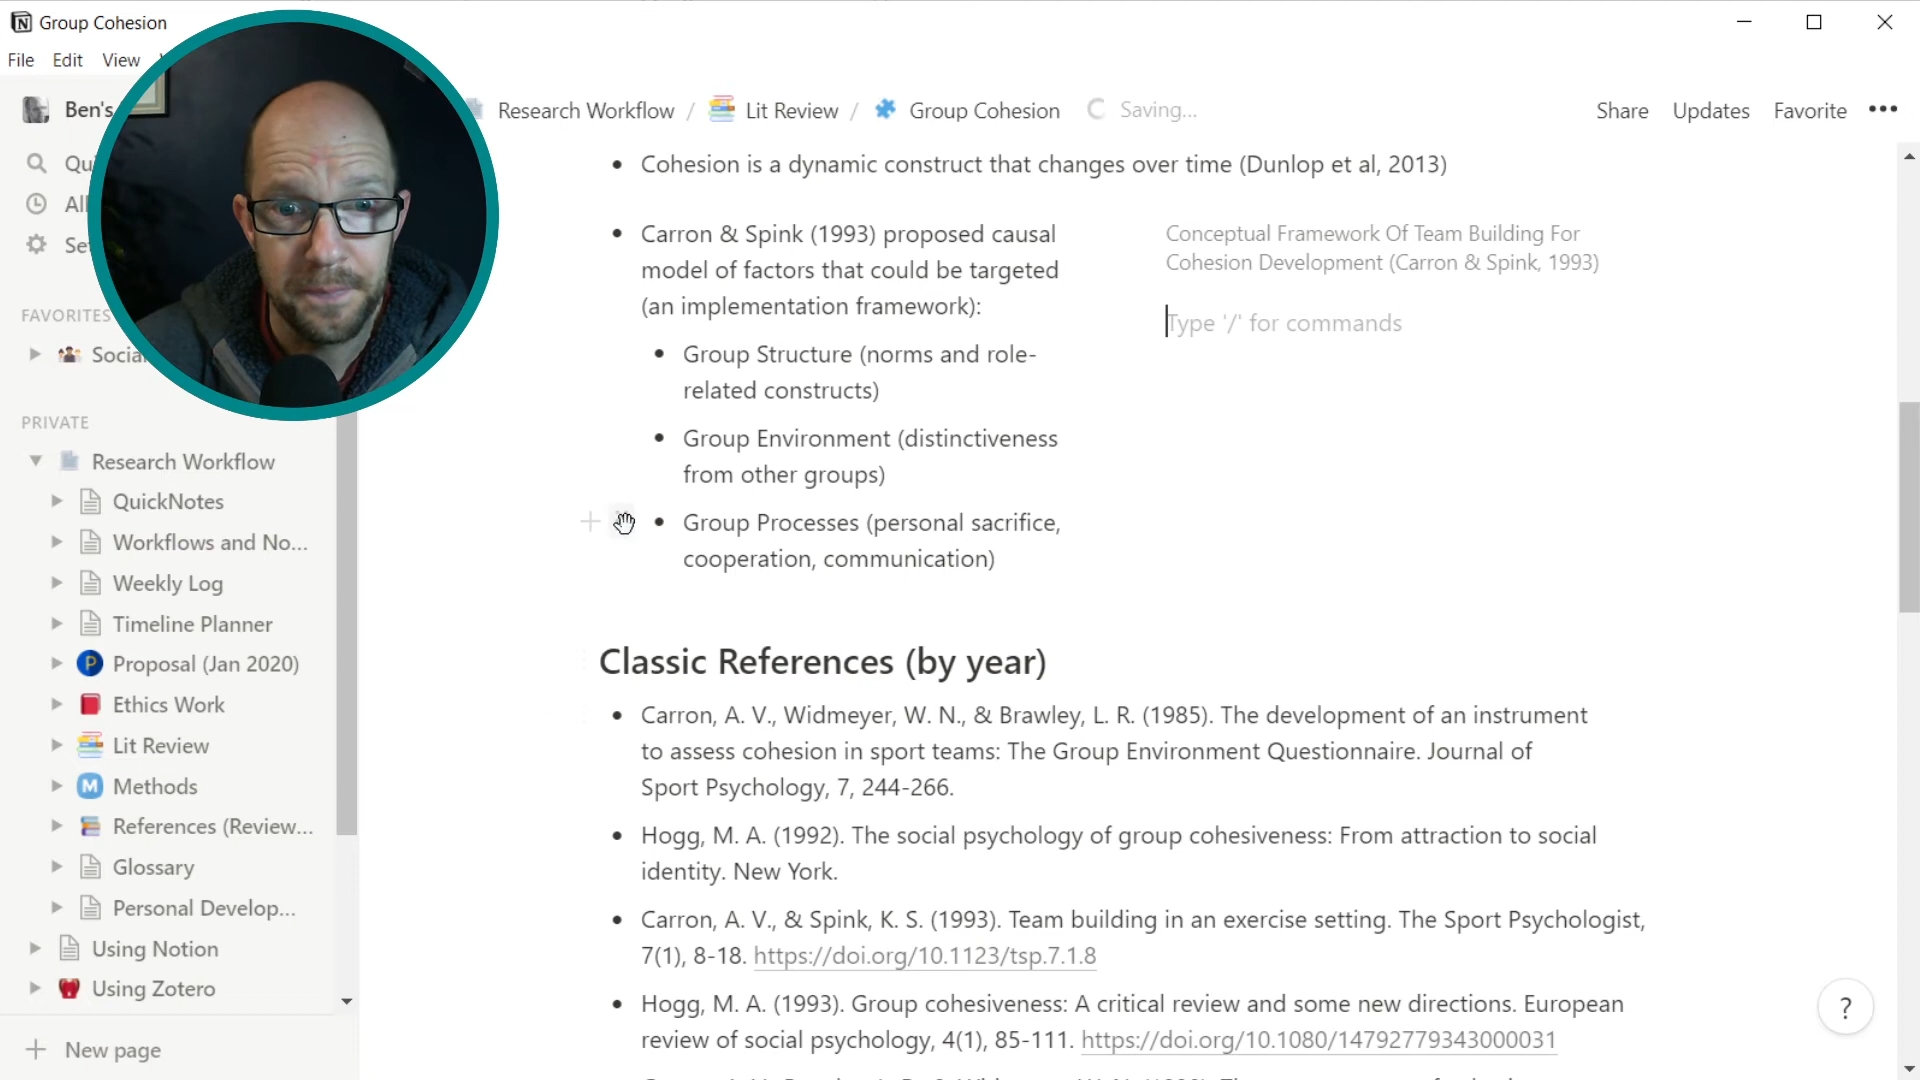 Group Cohesion
File Edit View
Ben's
Research Workflow / Lit Review / Group Cohesion Saving...
Share Updates Favorite •••
All
FAVORITES
PRIVATE
Research Workflow
QuickNotes
Workflows and No...
Weekly Log
Timeline Planner
P Proposal (Jan 2020)
Ethics Work
Lit Review
M Methods
References (Review...
Glossary
Personal Develop...
Using Notion
Using Zotero
+ New page
• Cohesion is a dynamic construct that changes over time (Dunlop et al, 2013)
• Carron & Spink (1993) proposed causal
model of factors that could be targeted
(an implementation framework):
• Group Structure (norms and role-
related constructs)
• Group Environment (distinctiveness
from other groups)
• Group Processes (personal sacrifice,
cooperation, communication)
Conceptual Framework Of Team Building For
Cohesion Development (Carron & Spink, 1993)
Type '/' for commands
Classic References (by year)
• Carron, A. V., Widmeyer, W. N., & Brawley, L. R. (1985). The development of an instrument
to assess cohesion in sport teams: The Group Environment Questionnaire. Journal of
Sport Psychology, 7, 244-266.
• Hogg, M. A. (1992). The social psychology of group cohesiveness: From attraction to social
identity. New York.
• Carron, A. V., & Spink, K. S. (1993). Team building in an exercise setting. The Sport Psychologist,
7(1), 8-18. https://doi.org/10.1123/tsp.7.1.8
• Hogg, M. A. (1993). Group cohesiveness: A critical review and some new directions. European
review of social psychology, 4(1), 85-111. https://doi.org/10.1080/14792779343000031
?